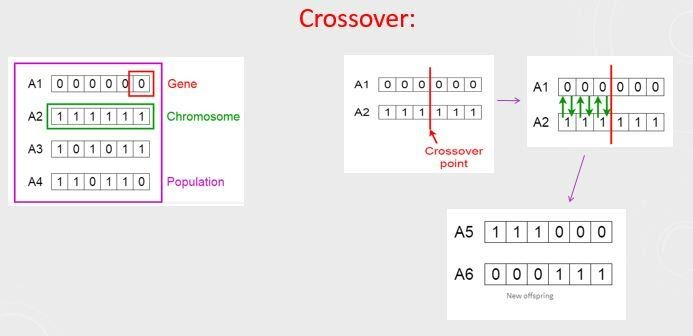 Crossover:
A1 0 0 0 0 0 0 Gene
A2 1 1 1 1 1 1 Chromosome
A3 1 0 1 0 1 1
A4 1 1 0 1 1 0 Population
A1 0 0 0 0 0 0
A2 1 1 1 1 1 1
Crossover
point
A1 0 0 0 0 0 0
A2 1 1 1 1 1 1
A5 1 1 1 0 0 0
A6 0 0 0 1 1 1
New offspring